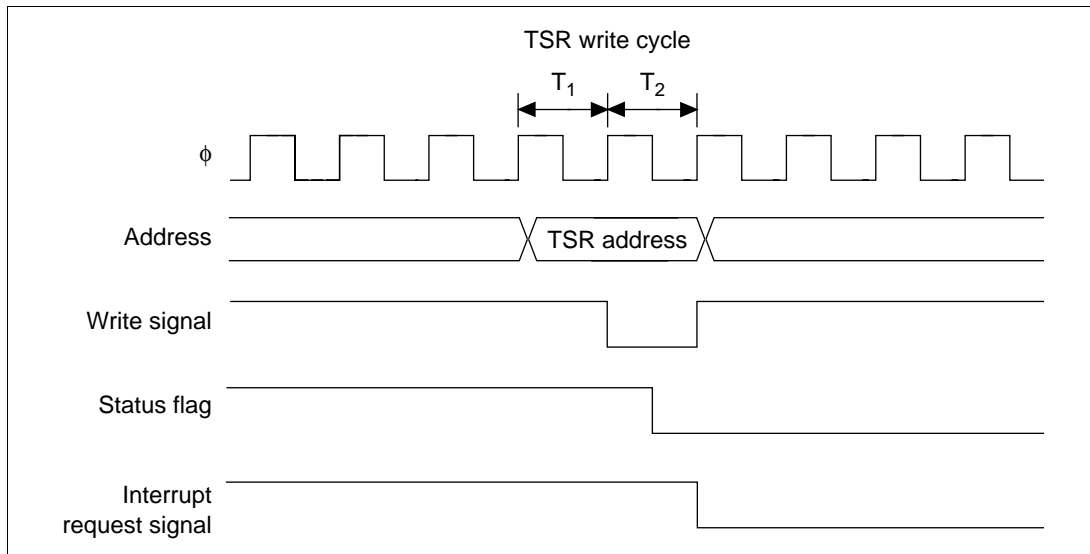 TSR write cycle
T1 T2
ϕ
Address
TSR address
Write signal
Status flag
Interrupt
request signal